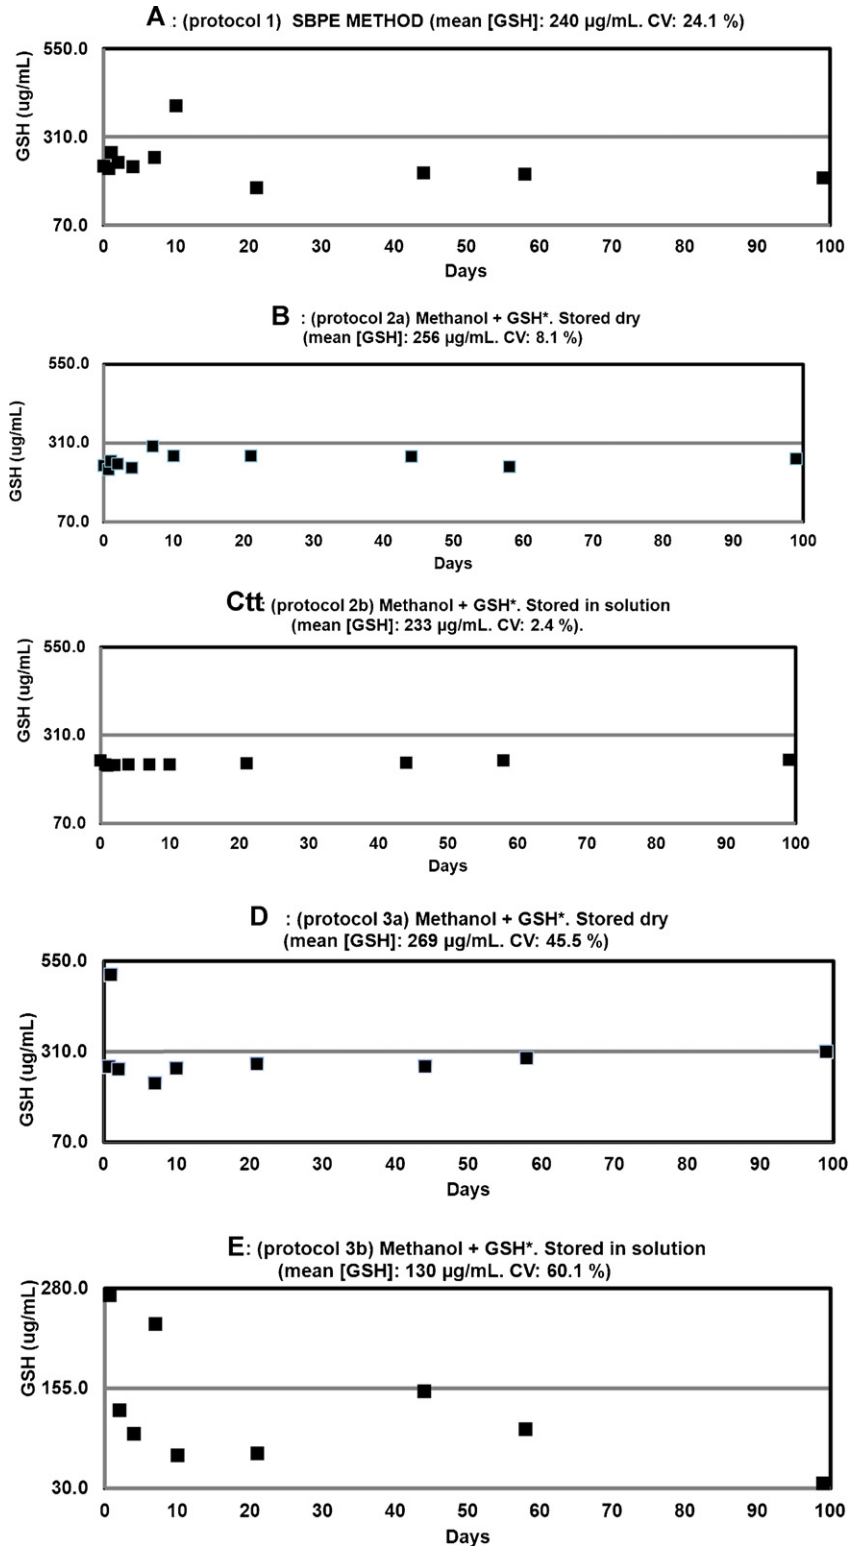 A : (protocol 1) SBPE METHOD (mean [GSH]: 240 µg/mL. CV: 24.1 %)
550.0
GSH (ug/mL)
310.0
70.0
0 10 20 30 40 50 60 70 80 90 100
Days
B : (protocol 2a) Methanol + GSH*. Stored dry
(mean [GSH]: 256 µg/mL. CV: 8.1 %)
550.0
GSH (ug/mL)
310.0
70.0
0 10 20 30 40 50 60 70 80 90 100
Days
Ctt: (protocol 2b) Methanol + GSH*. Stored in solution
(mean [GSH]: 233 µg/mL. CV: 2.4 %).
550.0
GSH (ug/mL)
310.0
70.0
0 10 20 30 40 50 60 70 80 90 100
Days
D : (protocol 3a) Methanol + GSH*. Stored dry
(mean [GSH]: 269 µg/mL. CV: 45.5 %)
550.0
GSH (ug/mL)
310.0
70.0
0 10 20 30 40 50 60 70 80 90 100
Days
E: (protocol 3b) Methanol + GSH*. Stored in solution
(mean [GSH]: 130 µg/mL. CV: 60.1 %)
280.0
GSH (ug/mL)
155.0
30.0
0 10 20 30 40 50 60 70 80 90 100
Days